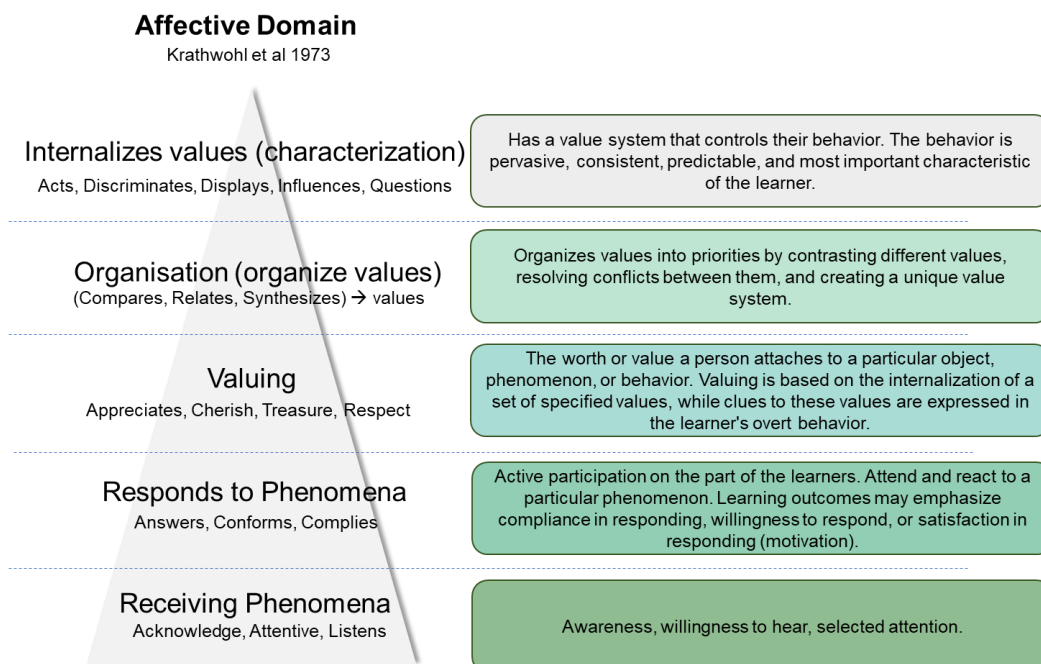 Affective Domain
Krathwohl et al 1973
Internalizes values (characterization)
Acts, Discriminates, Displays, Influences, Questions
Has a value system that controls their behavior. The behavior is
pervasive, consistent, predictable, and most important characteristic
of the learner.
Organisation (organize values)
(Compares, Relates, Synthesizes) → values
Organizes values into priorities by contrasting different values,
resolving conflicts between them, and creating a unique value
system.
Valuing
Appreciates, Cherish, Treasure, Respect
The worth or value a person attaches to a particular object,
phenomenon, or behavior. Valuing is based on the internalization of a
set of specified values, while clues to these values are expressed in
the learner's overt behavior.
Responds to Phenomena
Answers, Conforms, Complies
Active participation on the part of the learners. Attend and react to a
particular phenomenon. Learning outcomes may emphasize
compliance in responding, willingness to respond, or satisfaction in
responding (motivation).
Receiving Phenomena
Acknowledge, Attentive, Listens
Awareness, willingness to hear, selected attention.